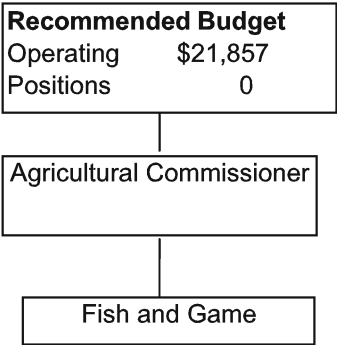 Recommended Budget
Operating $21,857
Positions 0
Agricultural Commissioner
Fish and Game